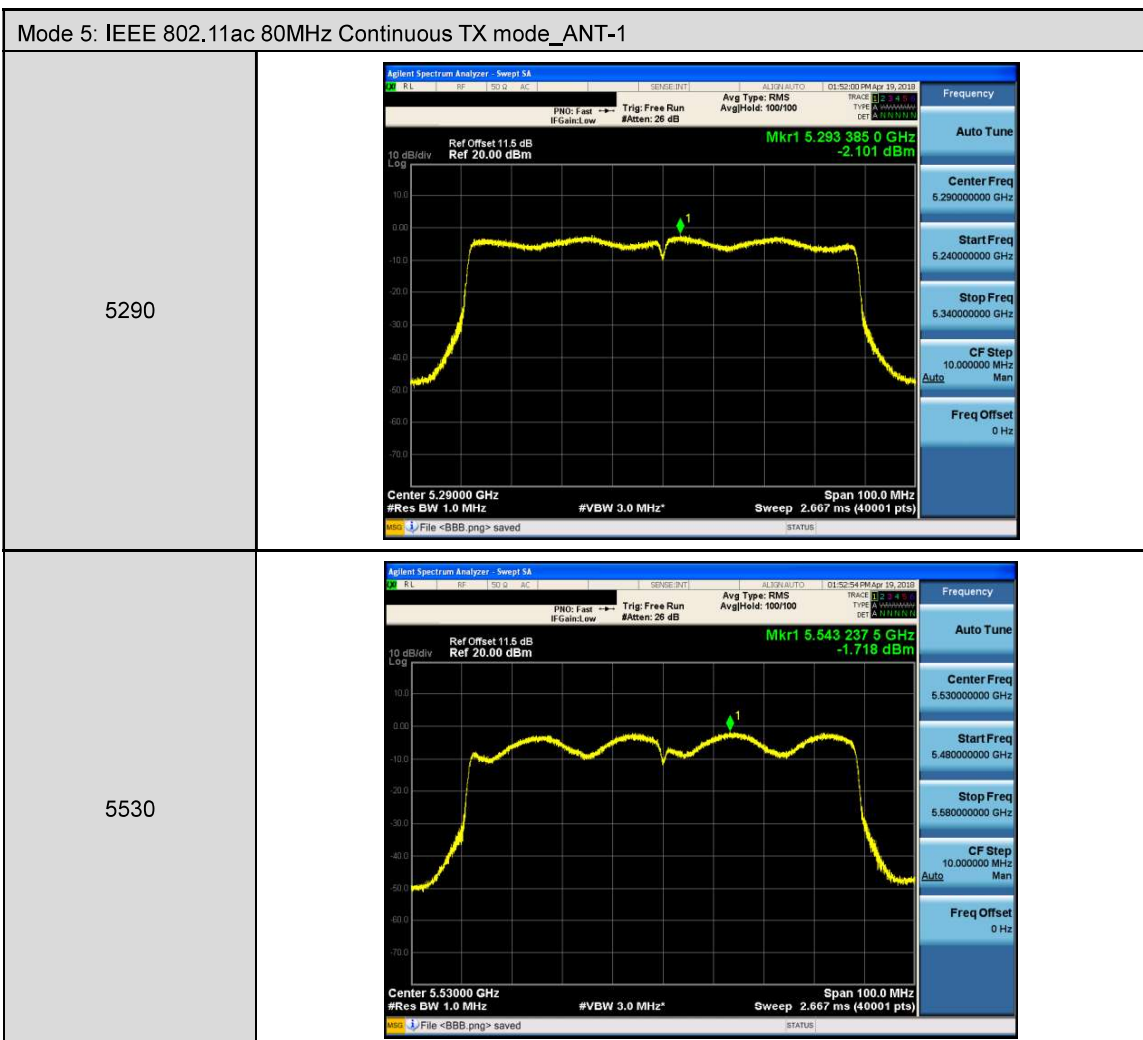 Mode 5: IEEE 802.11ac 80MHz Continuous TX mode_ANT-1
5290
Agilent Spectrum Analyzer - Swept SA
RL RF 50 Ω AC SENSE:INT ALIGN AUTO 01:52:00 PM Apr 19, 2018
PNO: Fast
IFGain:Low
Trig: Free Run
#Atten: 26 dB
Avg Type: RMS
Avg|Hold: 100/100
TRACE 1 2 3 4 5 6
TYPE A WWWWW
DET A N N N N N
Mkr1 5.293 385 0 GHz
-2.101 dBm
Ref Offset 11.5 dB
10 dB/div Ref 20.00 dBm
Log
10.0
0.00
-10.0
-20.0
-30.0
-40.0
-50.0
-60.0
-70.0
1
Center 5.29000 GHz Span 100.0 MHz
#Res BW 1.0 MHz #VBW 3.0 MHz* Sweep 2.667 ms (40001 pts)
MSG File <BBB.png> saved STATUS
Frequency
Auto Tune
Center Freq
5.290000000 GHz
Start Freq
5.240000000 GHz
Stop Freq
5.340000000 GHz
CF Step
10.000000 MHz
Auto Man
Freq Offset
0 Hz
5530
Agilent Spectrum Analyzer - Swept SA
RL RF 50 Ω AC SENSE:INT ALIGN AUTO 01:52:54 PM Apr 19, 2018
PNO: Fast
IFGain:Low
Trig: Free Run
#Atten: 26 dB
Avg Type: RMS
Avg|Hold: 100/100
TRACE 1 2 3 4 5 6
TYPE A WWWWW
DET A N N N N N
Mkr1 5.543 237 5 GHz
-1.718 dBm
Ref Offset 11.5 dB
10 dB/div Ref 20.00 dBm
Log
10.0
0.00
-10.0
-20.0
-30.0
-40.0
-50.0
-60.0
-70.0
1
Center 5.53000 GHz Span 100.0 MHz
#Res BW 1.0 MHz #VBW 3.0 MHz* Sweep 2.667 ms (40001 pts)
MSG File <BBB.png> saved STATUS
Frequency
Auto Tune
Center Freq
5.530000000 GHz
Start Freq
5.480000000 GHz
Stop Freq
5.580000000 GHz
CF Step
10.000000 MHz
Auto Man
Freq Offset
0 Hz